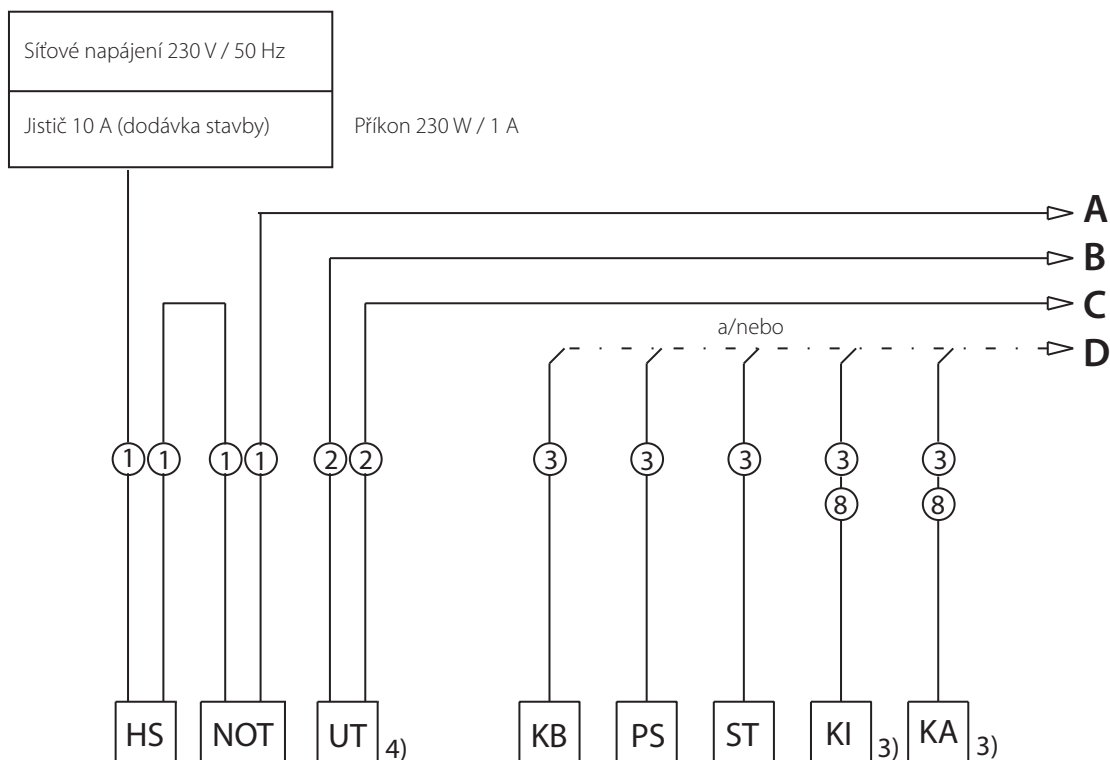 Síťové napájení 230 V / 50 Hz
Jistič 10 A (dodávka stavby)
Příkon 230 W / 1 A
A
B
C
a/nebo
D
1 1 1 1 2 2 3 3 3 3 3
8 8
HS NOT UT 4) KB PS ST KI 3) KA 3)